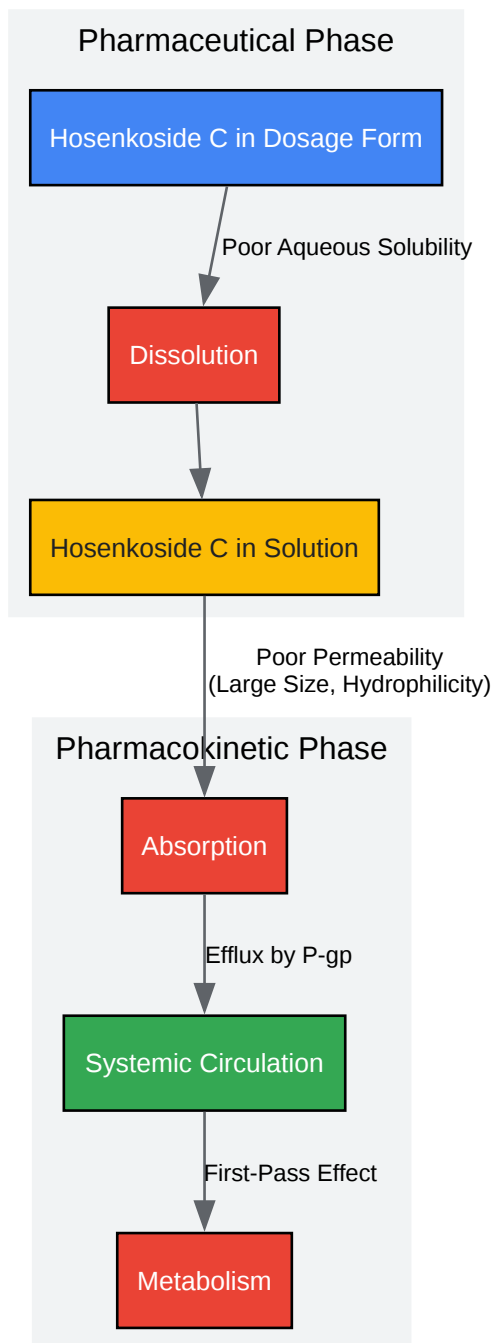 Pharmaceutical Phase
Hosenkoside C in Dosage Form
Poor Aqueous Solubility
Dissolution
Hosenkoside C in Solution
Poor Permeability
(Large Size, Hydrophilicity)
Pharmacokinetic Phase
Absorption
Efflux by P-gp
Systemic Circulation
First-Pass Effect
Metabolism